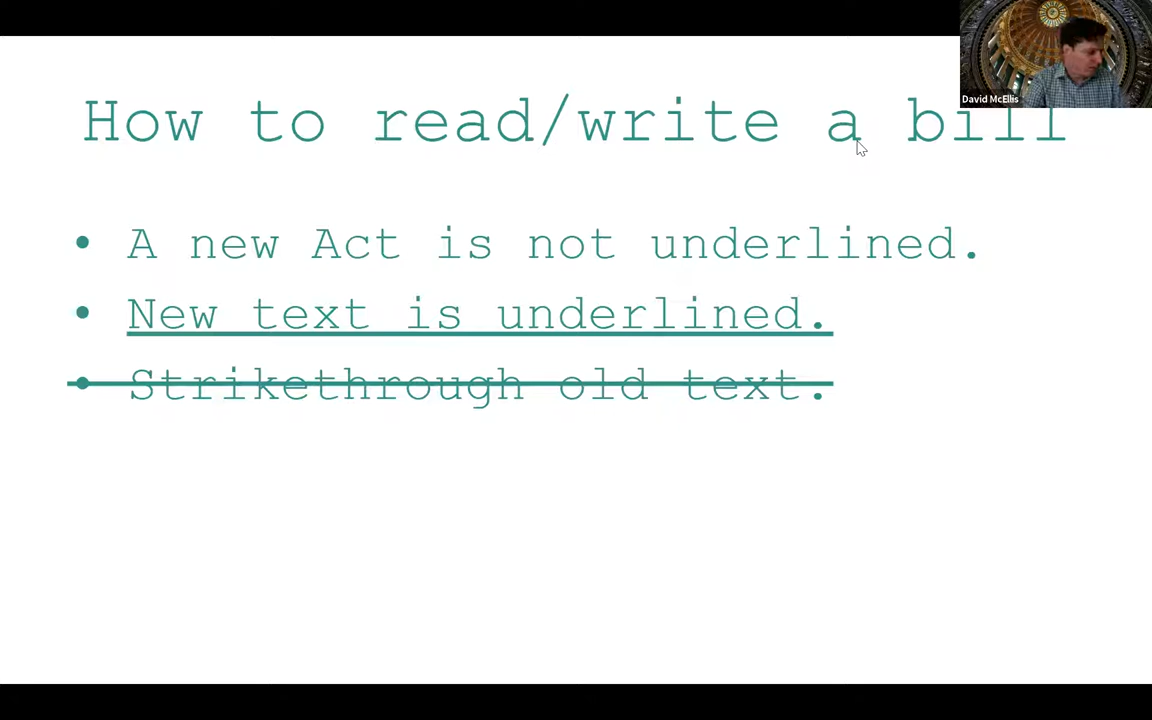 David McEllis
How to read/write a bill
• A new Act is not underlined.
• New text is underlined.
• Strikethrough old text.